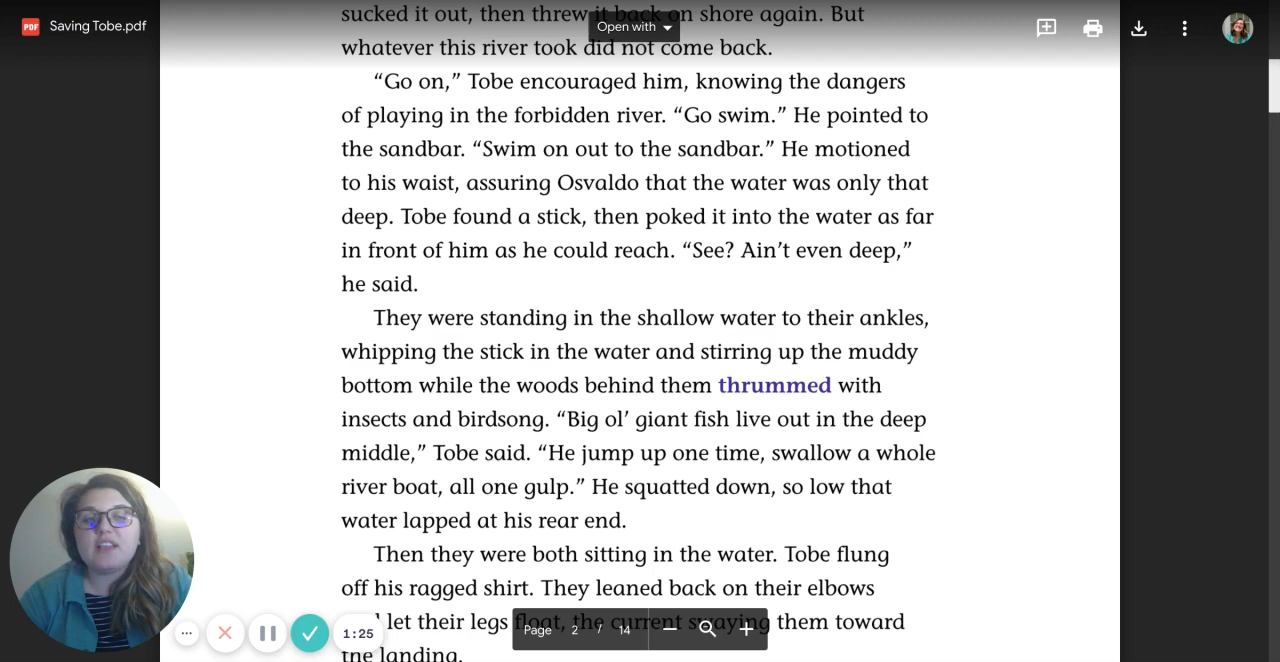 PDF Saving Tobe.pdf
Open with
sucked it out, then threw it back on shore again. But
whatever this river took did not come back.
“Go on,” Tobe encouraged him, knowing the dangers
of playing in the forbidden river. “Go swim.” He pointed to
the sandbar. “Swim on out to the sandbar.” He motioned
to his waist, assuring Osvaldo that the water was only that
deep. Tobe found a stick, then poked it into the water as far
in front of him as he could reach. “See? Ain’t even deep,”
he said.
They were standing in the shallow water to their ankles,
whipping the stick in the water and stirring up the muddy
bottom while the woods behind them thrummed with
insects and birdsong. “Big ol’ giant fish live out in the deep
middle,” Tobe said. “He jump up one time, swallow a whole
river boat, all one gulp.” He squatted down, so low that
water lapped at his rear end.
Then they were both sitting in the water. Tobe flung
off his ragged shirt. They leaned back on their elbows
let their legs float, the current swaying them toward
the landing.
1:25
Page 2 / 14